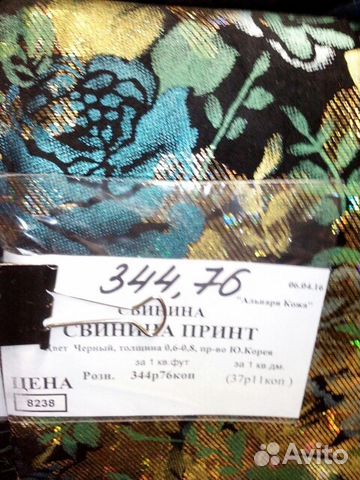 344,76
06.04.16
"Альпари Кожа"
СВИНИНА
СВИНИНА ПРИНТ
Цвет Черный, толщина 0,6-0,8, пр-во Ю.Корея
за 1 кв.фут за 1 кв.дм.
ЦЕНА Розн. 344р76коп (37р11коп )
8238
Avito